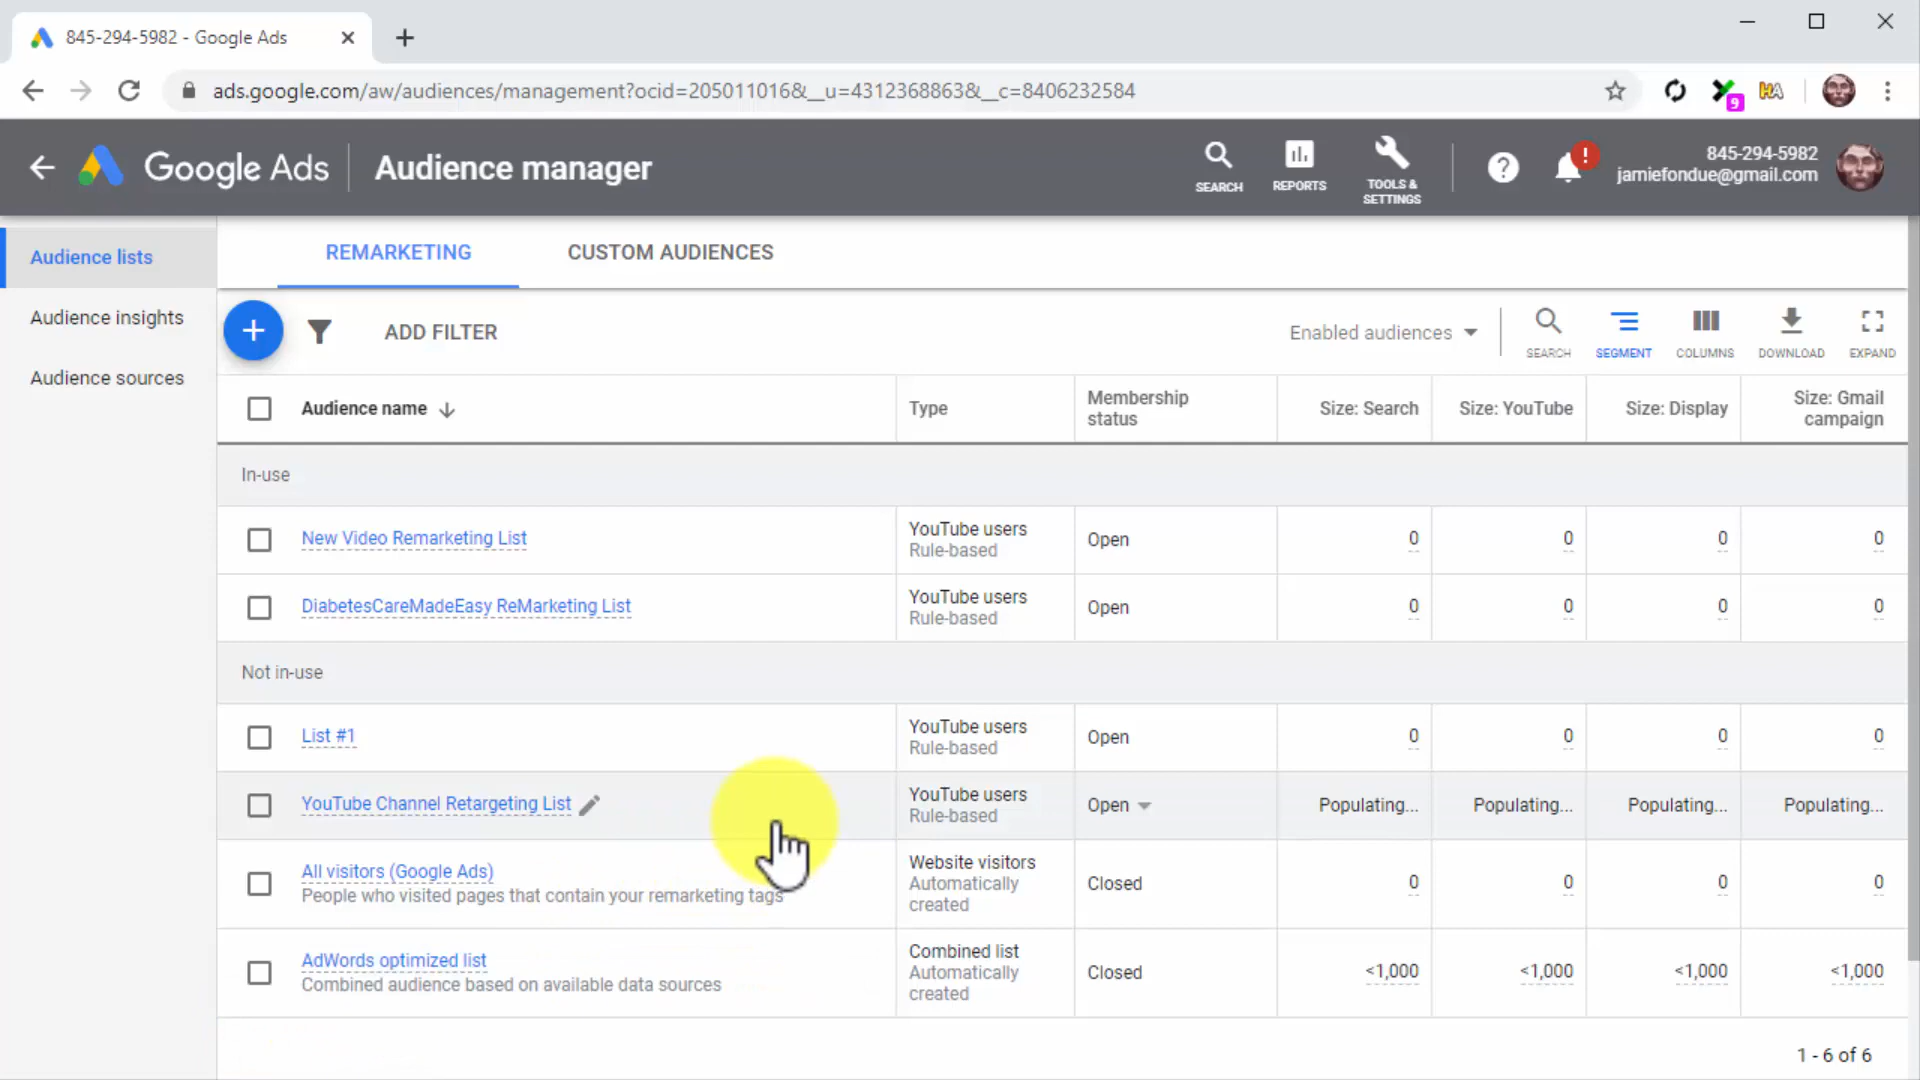 845-294-5982 - Google Ads
ads.google.com/aw/audiences/management?ocid=205011016&__u=4312368863&__c=8406232584
9
HA
Google Ads
Audience manager
SEARCH
REPORTS
TOOLS &
SETTINGS
?
!
845-294-5982
jamiefondue@gmail.com
Audience lists
Audience insights
Audience sources
REMARKETING
CUSTOM AUDIENCES
+
ADD FILTER
Enabled audiences
SEARCH
SEGMENT
COLUMNS
DOWNLOAD
EXPAND
Audience name
Type
Membership
status
Size: Search
Size: YouTube
Size: Display
Size: Gmail
campaign
In-use
New Video Remarketing List
YouTube users
Rule-based
Open
0
0
0
0
DiabetesCareMadeEasy ReMarketing List
YouTube users
Rule-based
Open
0
0
0
0
Not in-use
List #1
YouTube users
Rule-based
Open
0
0
0
0
YouTube Channel Retargeting List
YouTube users
Rule-based
Open
Populating...
Populating...
Populating...
Populating...
All visitors (Google Ads)
People who visited pages that contain your remarketing tags
Website visitors
Automatically
created
Closed
0
0
0
0
AdWords optimized list
Combined audience based on available data sources
Combined list
Automatically
created
Closed
<1,000
<1,000
<1,000
<1,000
1 - 6 of 6